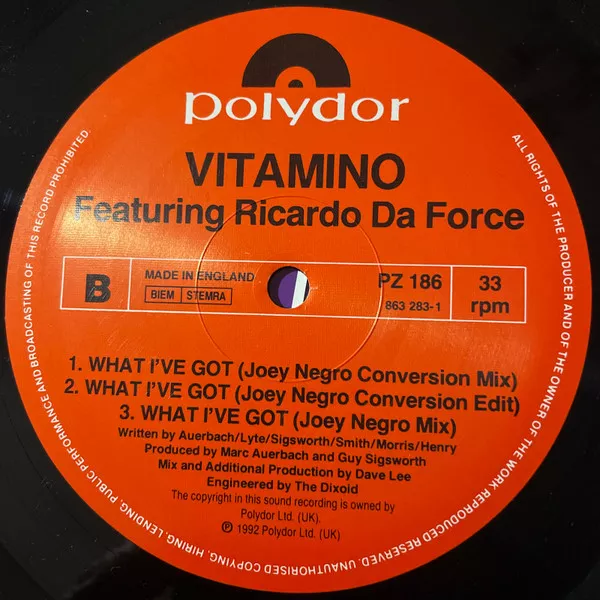 polydor
VITAMINO
Featuring Ricardo Da Force
B
MADE IN ENGLAND
BIEM STEMRA
PZ 186
863 283-1
33
rpm
1. WHAT I'VE GOT (Joey Negro Conversion Mix)
2. WHAT I'VE GOT (Joey Negro Conversion Edit)
3. WHAT I'VE GOT (Joey Negro Mix)
Written by Auerbach/Lyte/Sigsworth/Smith/Morris/Henry
Produced by Marc Auerbach and Guy Sigsworth
Mix and Additional Production by Dave Lee
Engineered by The Dixoid
The copyright in this sound recording is owned by
Polydor Ltd. (UK).
℗ 1992 Polydor Ltd. (UK)
ALL RIGHTS OF THE PRODUCER AND OF THE OWNER OF THE WORK REPRODUCED RESERVED. UNAUTHORISED COPYING, HIRING, LENDING, PUBLIC PERFORMANCE AND BROADCASTING OF THIS RECORD PROHIBITED.